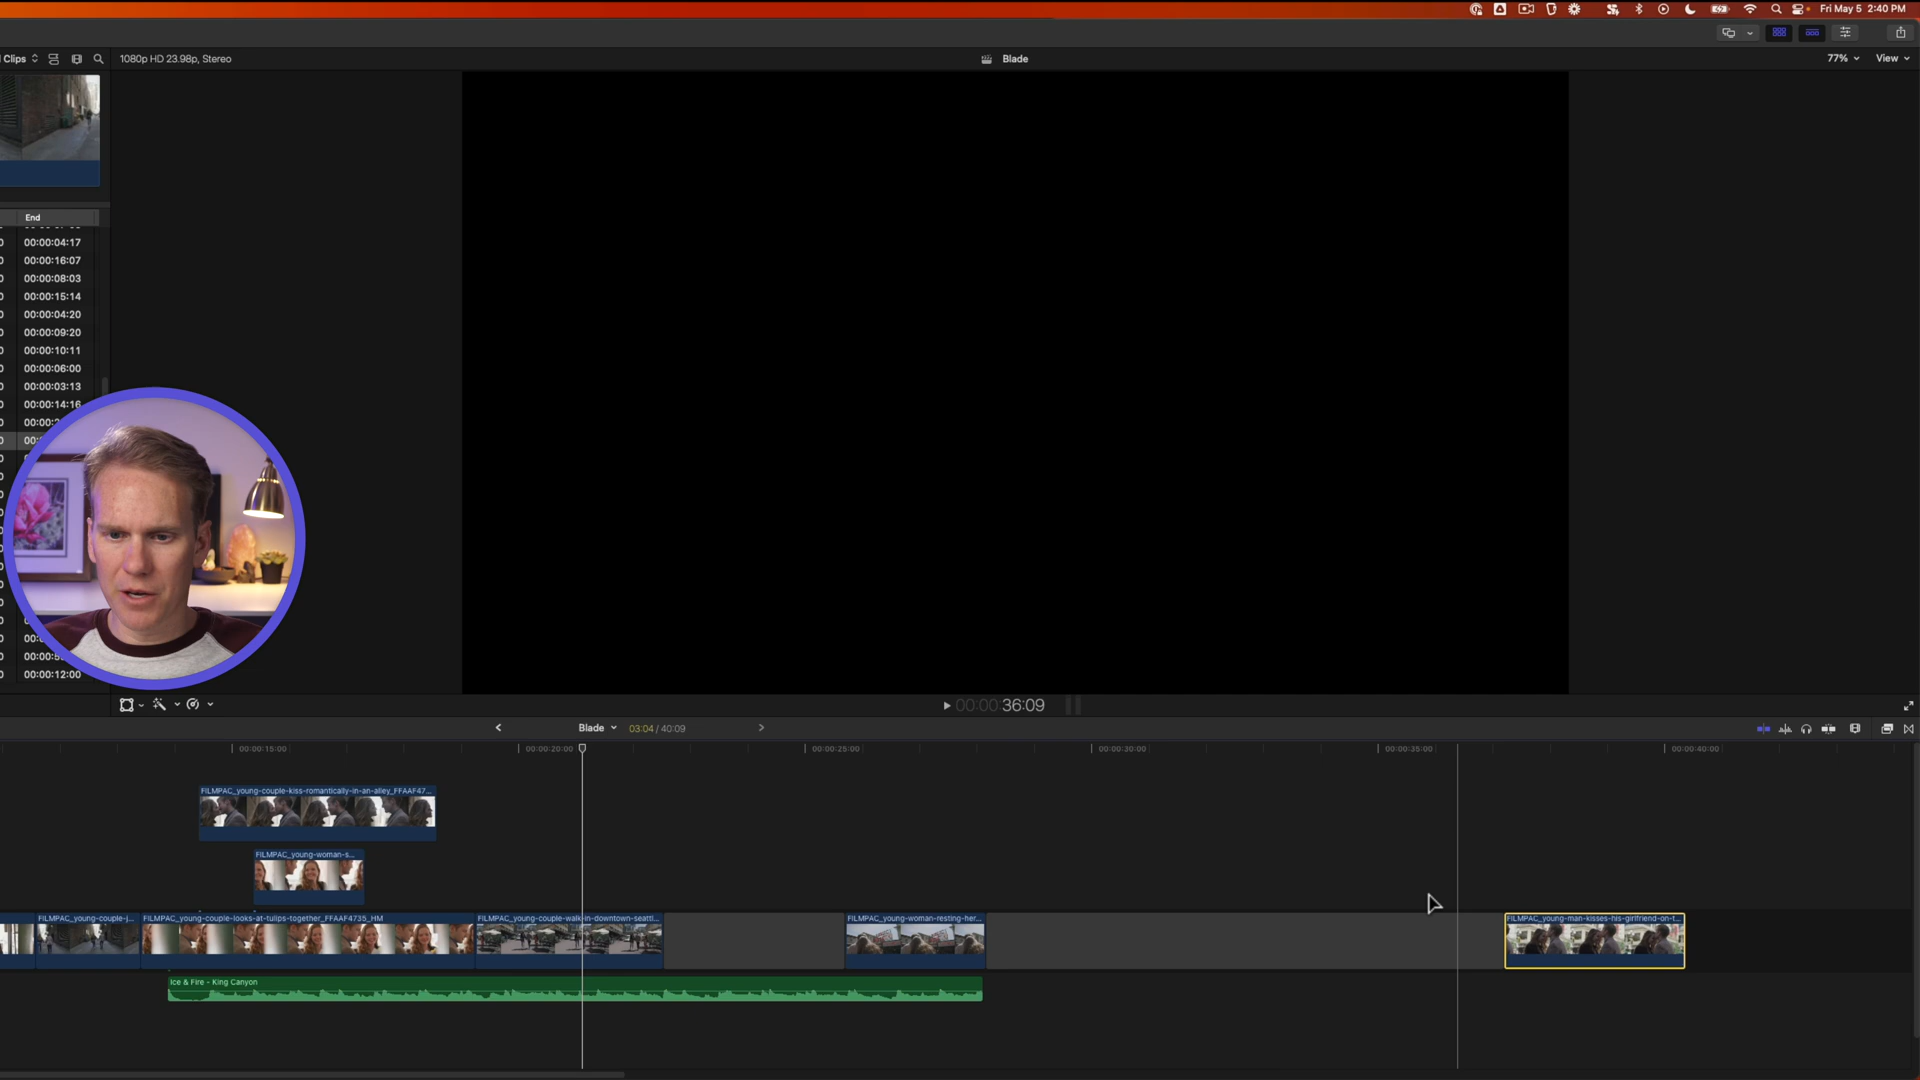 Fri May 5 2:40 PM
Clips
1080p HD 23.98p, Stereo
Blade
77%
View
End
00:00:04:17
00:00:16:07
00:00:08:03
00:00:15:14
00:00:04:20
00:00:09:20
00:00:10:11
00:00:06:00
00:00:03:13
00:00:14:16
00:00:12:00
00:00:36:09
Blade
03:04 / 40:09
00:00:15:00
00:00:20:00
00:00:25:00
00:00:30:00
00:00:35:00
00:00:40:00
FILMPAC_young-couple-kiss-romantically-in-an-alley_FFAAF47...
FILMPAC_young-woman-s...
FILMPAC_young-couple-j...
FILMPAC_young-couple-looks-at-tulips-together_FFAAF4735_HM
FILMPAC_young-couple-walk-in-downtown-seattl...
FILMPAC_young-woman-resting-her...
FILMPAC_young-man-kisses-his-girlfriend-on-t...
Ice & Fire - King Canyon